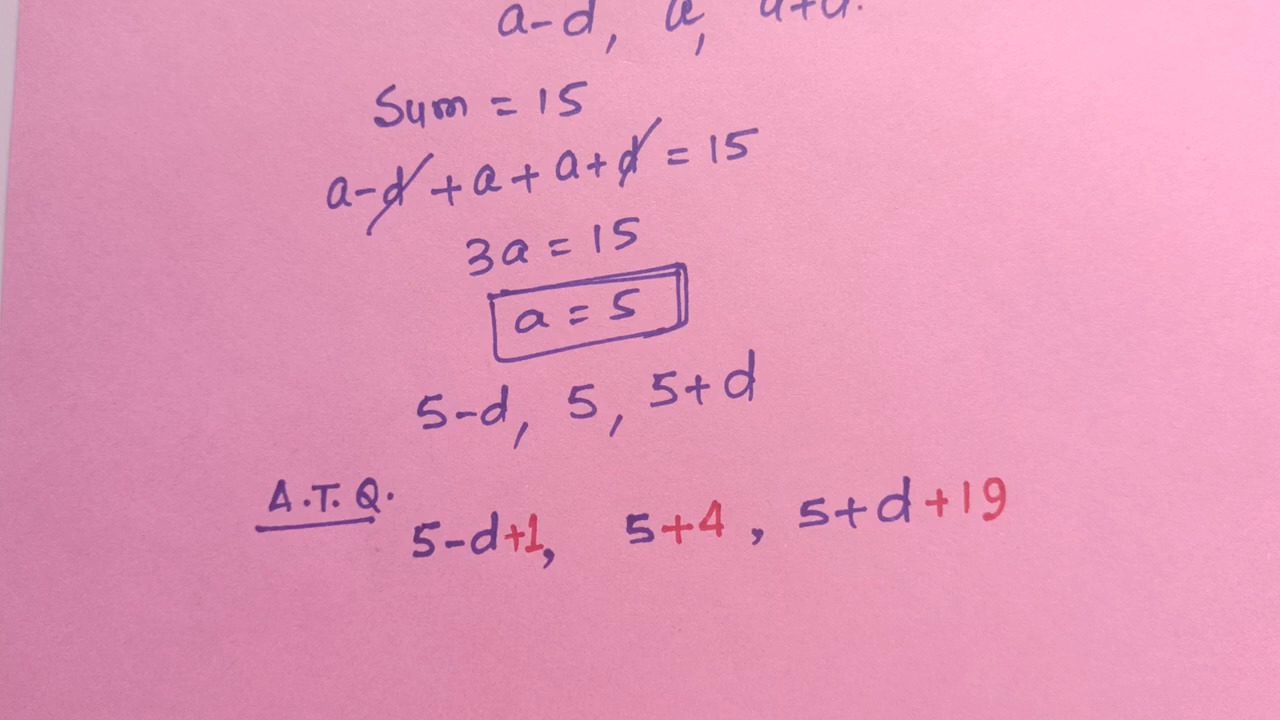 a-d, a, a+d.
Sum = 15
a-d + a + a+d = 15
3a = 15
a = 5
5-d, 5, 5+d
A.T.Q. 5-d+1, 5+4, 5+d+19